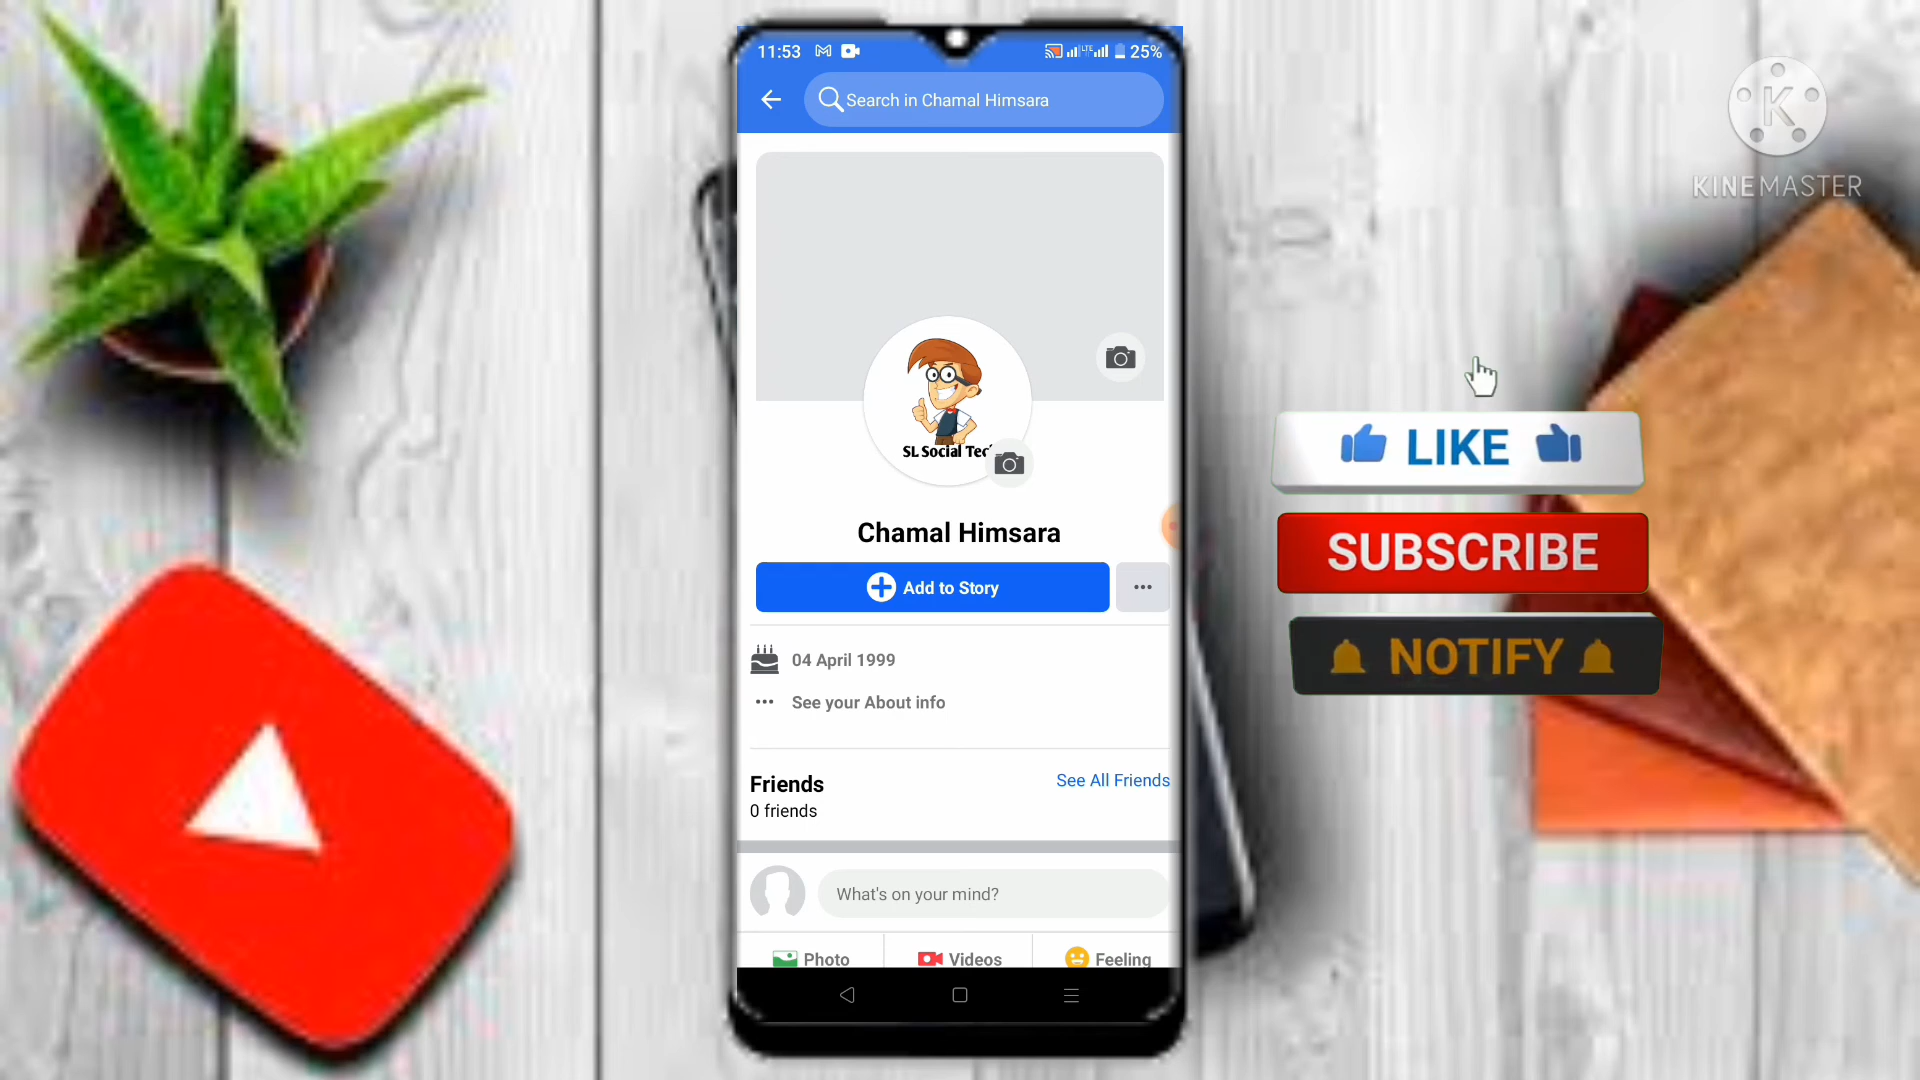 11:53
LTE
25%
Search in Chamal Himsara
SL Social Tec
Chamal Himsara
Add to Story
04 April 1999
See your About info
Friends
See All Friends
0 friends
What's on your mind?
Photo
Videos
Feeling
K
KINEMASTER
LIKE
SUBSCRIBE
NOTIFY